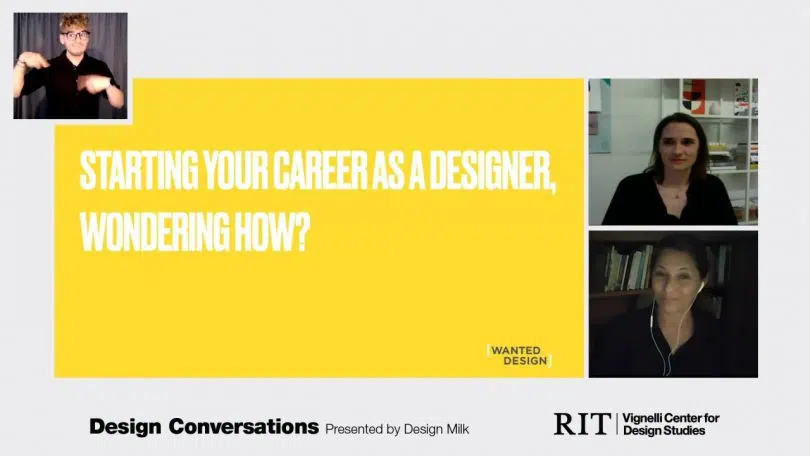 STARTING YOUR CAREER AS A DESIGNER,
WONDERING HOW?
[WANTED
DESIGN]
Design Conversations Presented by Design Milk
RIT | Vignelli Center for
Design Studies